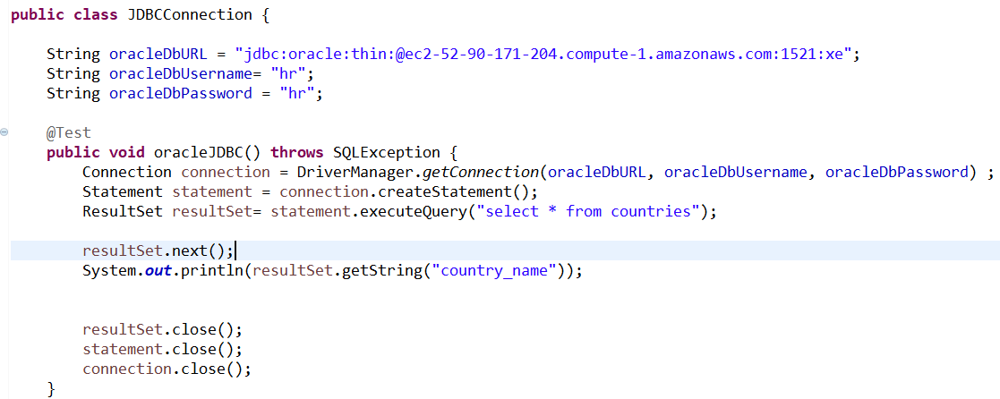 public class JDBCConnection {
String oracleDbURL = "jdbc:oracle:thin:@ec2-52-90-171-204.compute-1.amazonaws.com:1521:xe";
String oracleDbUsername= "hr";
String oracleDbPassword = "hr";
@Test
public void oracleJDBC() throws SQLException {
Connection connection = DriverManager.getConnection(oracleDbURL, oracleDbUsername, oracleDbPassword) ;
Statement statement = connection.createStatement();
ResultSet resultSet= statement.executeQuery("select * from countries");
resultSet.next();
System.out.println(resultSet.getString("country_name"));
resultSet.close();
statement.close();
connection.close();
}